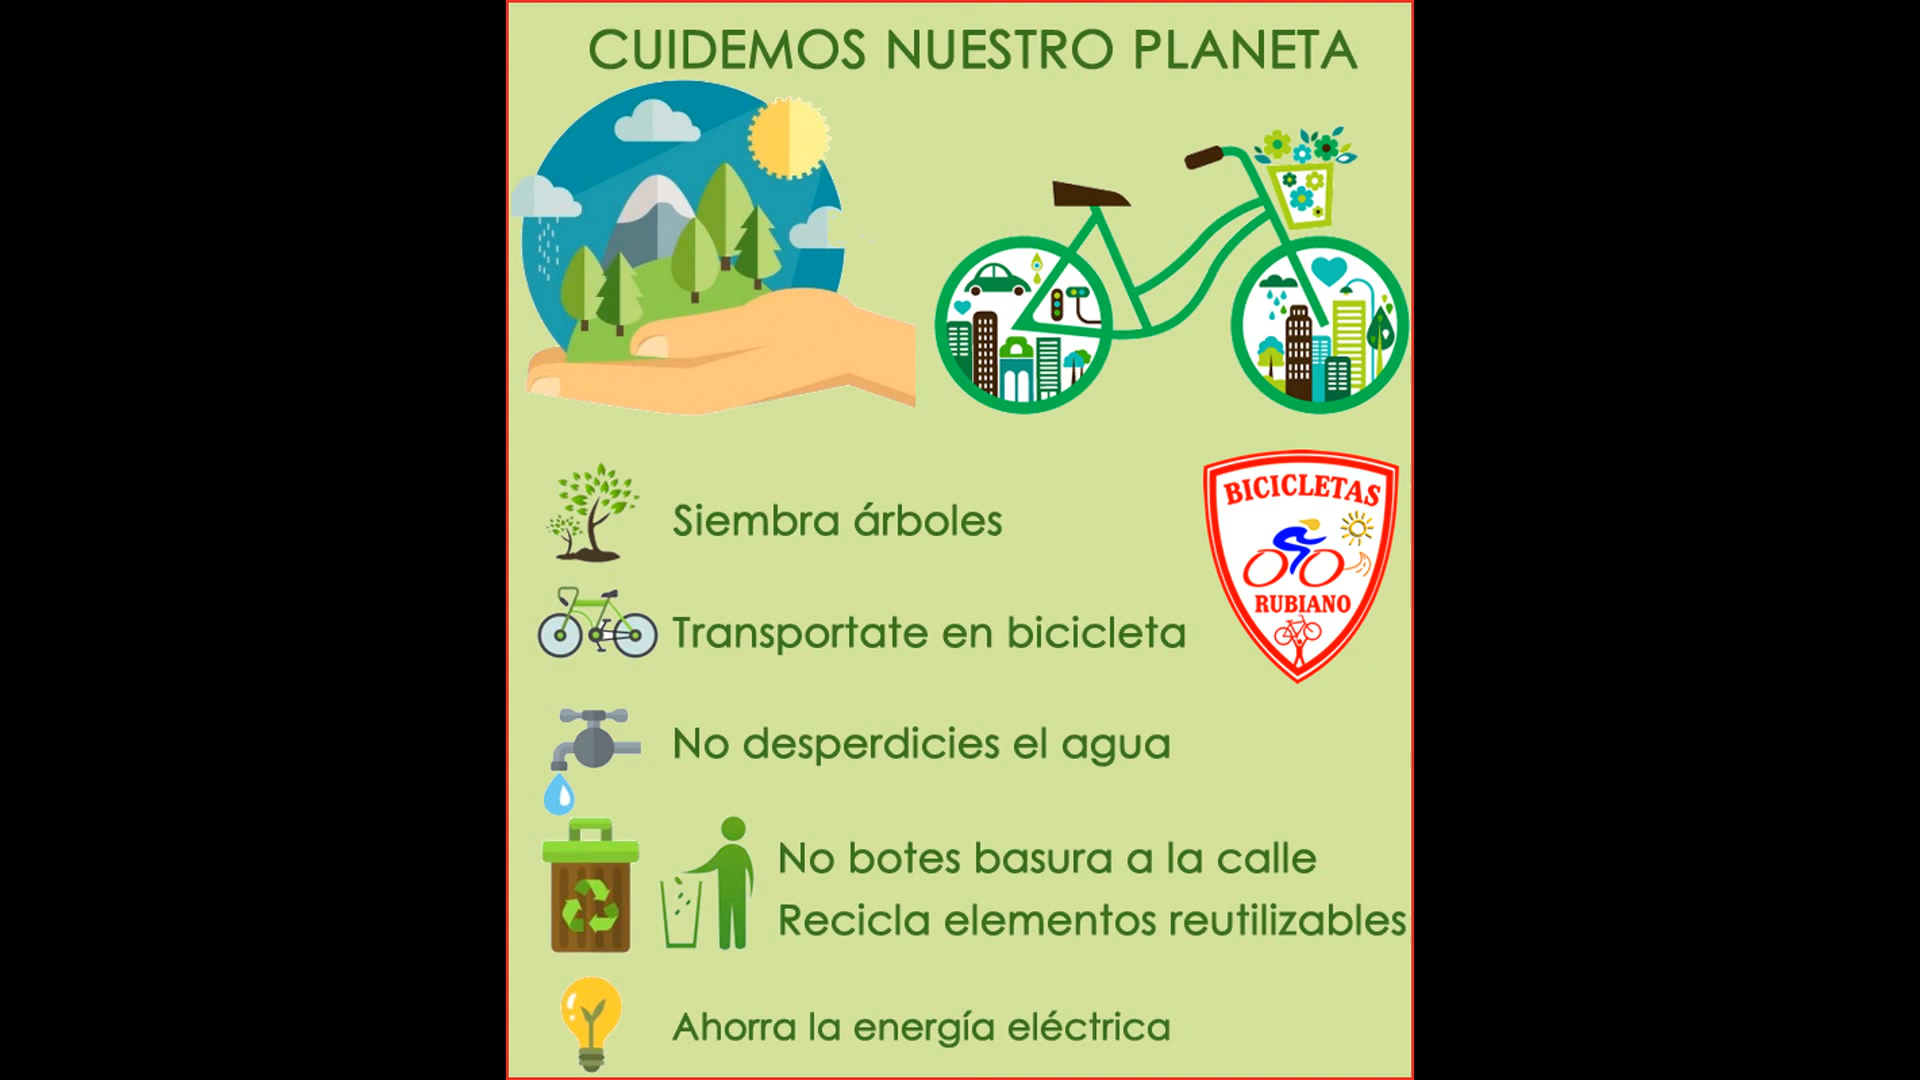 CUIDEMOS NUESTRO PLANETA
Siembra árboles
BICICLETAS
RUBIANO
Transportate en bicicleta
No desperdicies el agua
No botes basura a la calle
Recicla elementos reutilizables
Ahorra la energía eléctrica